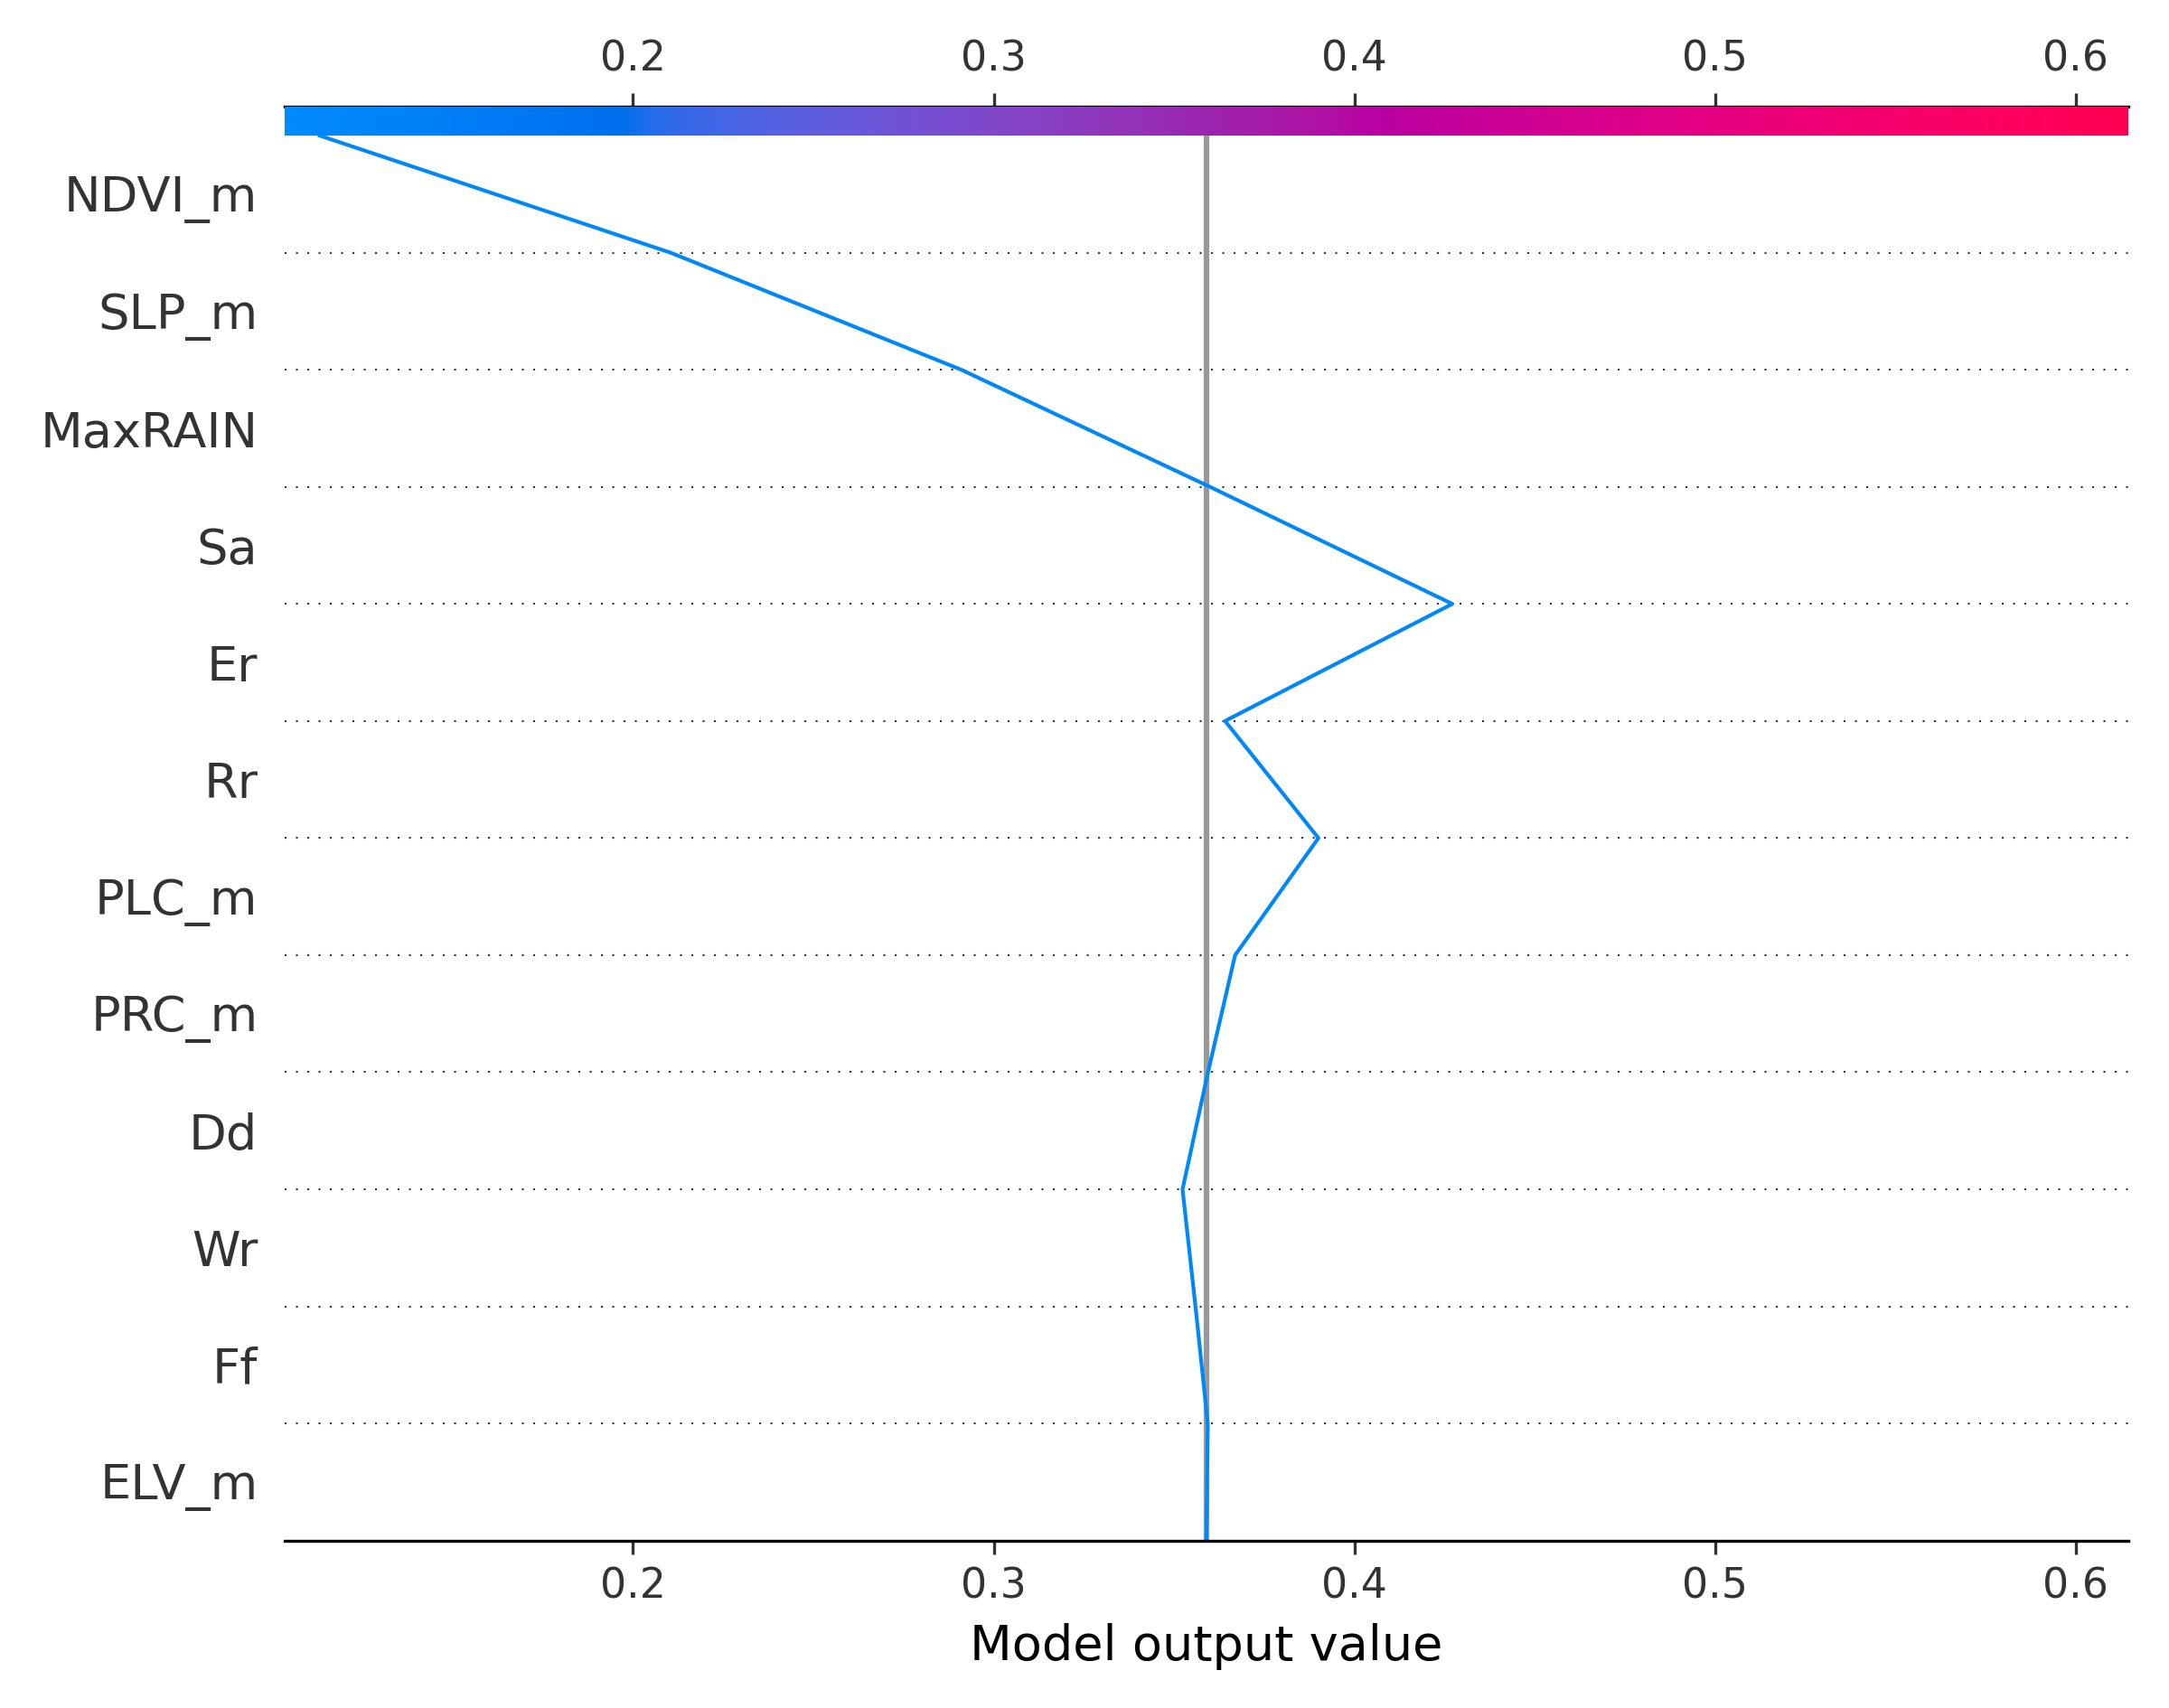 0.2 0.3 0.4 0.5 0.6
NDVI_m
SLP_m
MaxRAIN
Sa
Er
Rr
PLC_m
PRC_m
Dd
Wr
Ff
ELV_m
0.2 0.3 0.4 0.5 0.6
Model output value